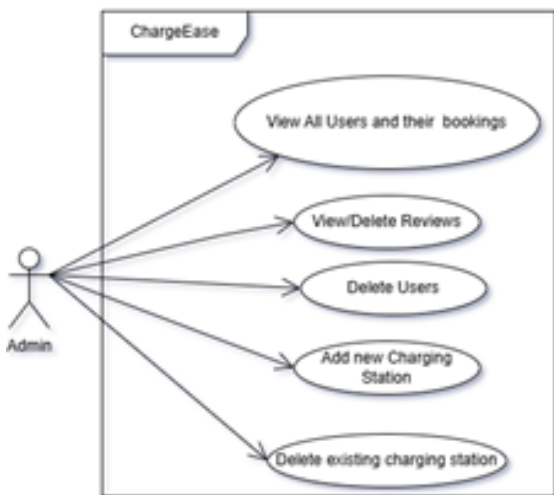 ChargeEase
View All Users and their bookings
View/Delete Reviews
Delete Users
Admin
Add new Charging
Station
Delete existing charging station